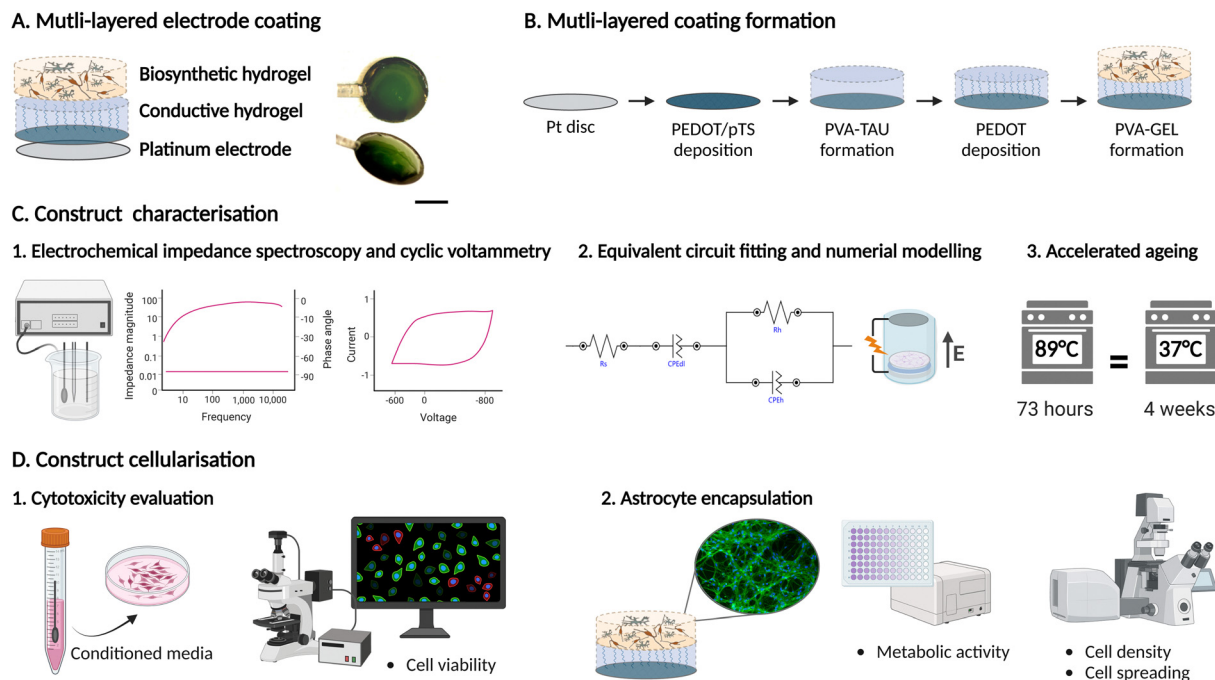 A. Mutli-layered electrode coating
Biosynthetic hydrogel
Conductive hydrogel
Platinum electrode
B. Mutli-layered coating formation
Pt disc
PEDOT/pTS
deposition
PVA-TAU
formation
PEDOT
deposition
PVA-GEL
formation
C. Construct characterisation
1. Electrochemical impedance spectroscopy and cyclic voltammetry
Impedance magnitude
100
10
1
0.1
0.01
0
0
-10
-30
-30
-60
-90
Phase angle
10
100
1,000
10,000
Frequency
Current
1
0
-1
-600
0
-800
Voltage
2. Equivalent circuit fitting and numerial modelling
Rs
CPEdl
Rh
CPEh
E
3. Accelerated ageing
89°C
=
37°C
73 hours
4 weeks
D. Construct cellularisation
1. Cytotoxicity evaluation
Conditioned media
• Cell viability
2. Astrocyte encapsulation
• Metabolic activity
• Cell density
• Cell spreading